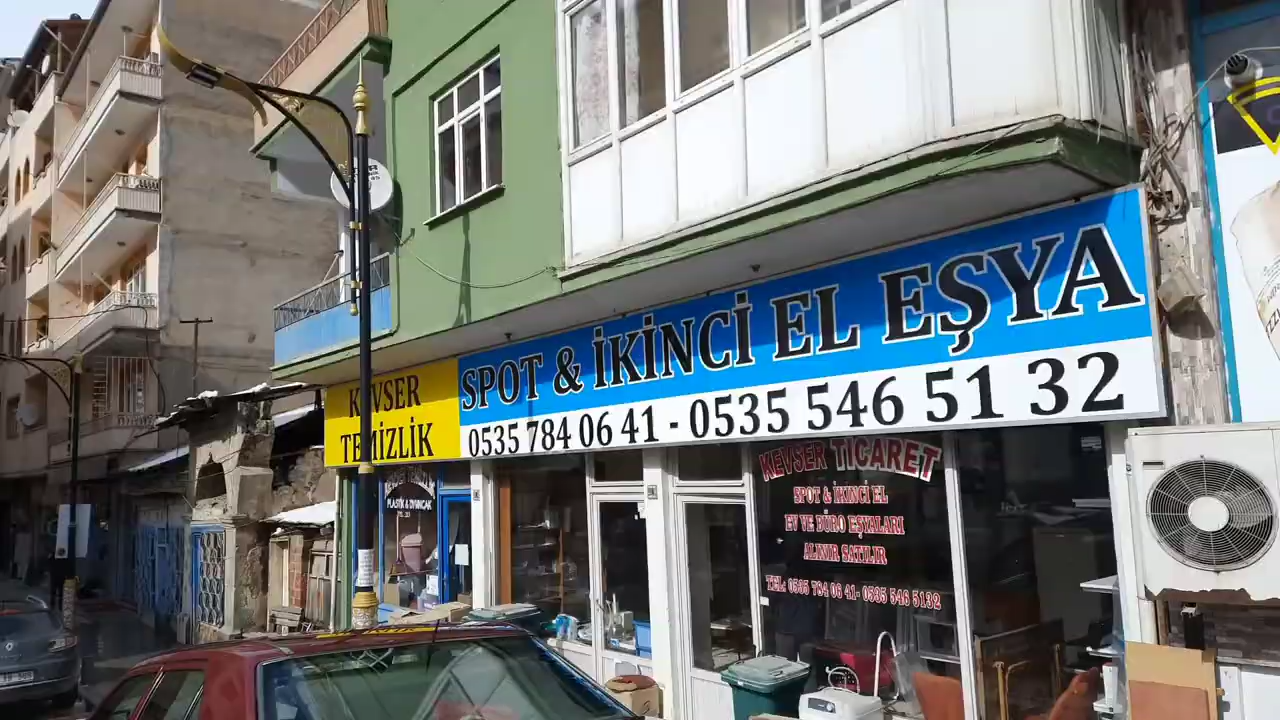 KEVSER
TEMİZLİK
SPOT & İKİNCİ EL EŞYA
0535 784 06 41 - 0535 546 51 32
PLASTİK & OYUNCAK
KEVSER TİCARET
SPOT & İKİNCİ EL
EV VE BÜRO EŞYALARI
ALINIR SATILIR
TEL: 0535 784 06 41- 0535 546 5132